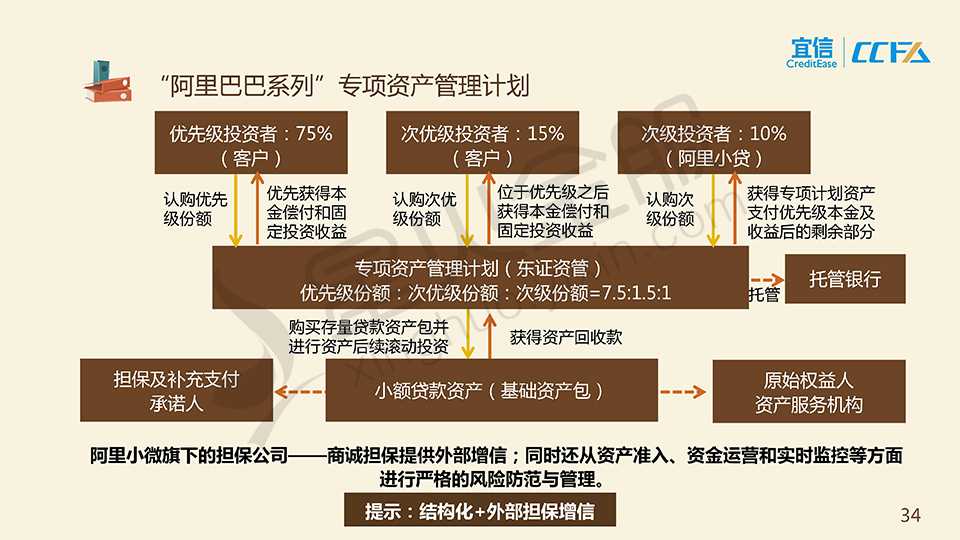 宜信
CreditEase
CCFA
“阿里巴巴系列”专项资产管理计划
优先级投资者：75%
（客户）
次优级投资者：15%
（客户）
次级投资者：10%
（阿里小贷）
认购优先
级份额
优先获得本
金偿付和固
定投资收益
认购次优
级份额
位于优先级之后
获得本金偿付和
固定投资收益
认购次
级份额
获得专项计划资产
支付优先级本金及
收益后的剩余部分
专项资产管理计划（东证资管）
优先级份额：次优级份额：次级份额=7.5:1.5:1
托管
托管银行
购买存量贷款资产包并
进行资产后续滚动投资
获得资产回收款
担保及补充支付
承诺人
小额贷款资产（基础资产包）
原始权益人
资产服务机构
阿里小微旗下的担保公司——商诚担保提供外部增信；同时还从资产准入、资金运营和实时监控等方面
进行严格的风险防范与管理。
提示：结构化+外部担保增信
34